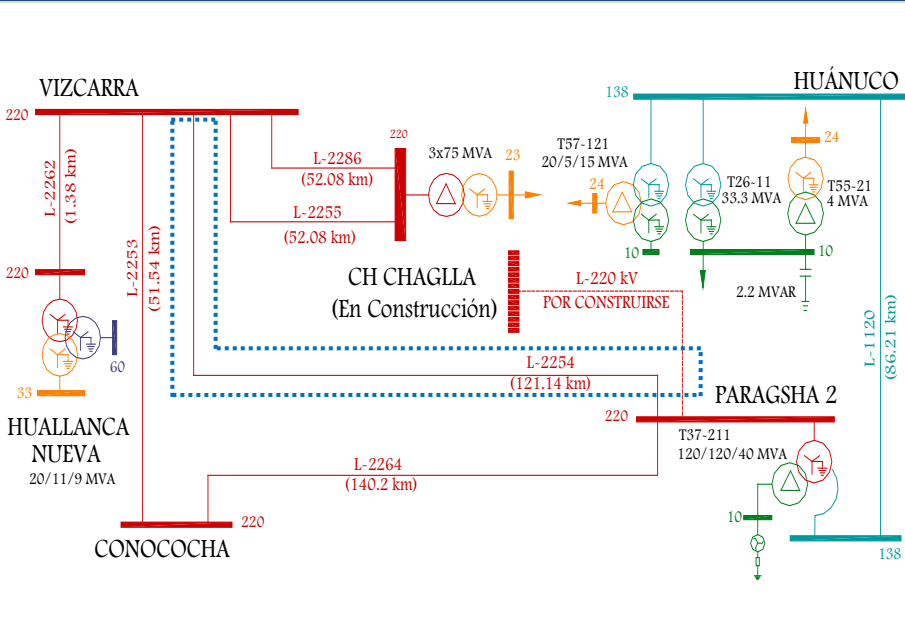 VIZCARRA
220
L-2262
(1.38 km)
L-2253
(51.54 km)
220
60
33
HUALLANCA
NUEVA
20/11/9 MVA
L-2286
(52.08 km)
L-2255
(52.08 km)
220
3x75 MVA
23
CH CHAGLLA
(En Construcción)
L-220 kV
POR CONSTRUIRSE
HUÁNUCO
138
T57-121
20/5/15 MVA
24
10
T26-11
33.3 MVA
24
T55-21
4 MVA
10
2.2 MVAR
L-1120
(86.21 km)
L-2254
(121.14 km)
PARAGSHA 2
220
T37-211
120/120/40 MVA
10
138
L-2264
(140.2 km)
220
CONOCOCHA